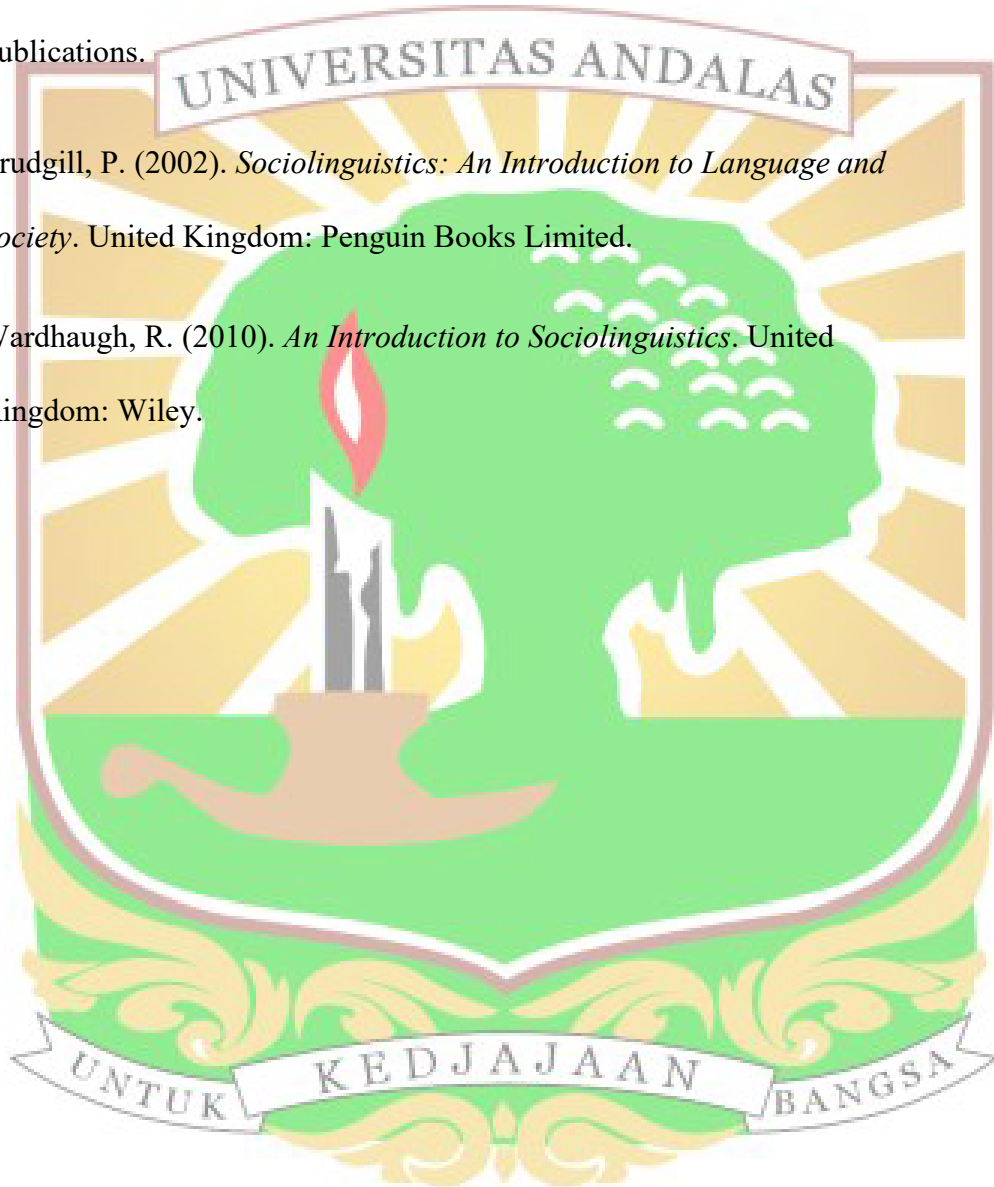 ublications.
UNIVERSITAS ANDALAS
rudgill, P. (2002). Sociolinguistics: An Introduction to Language and
ociety. United Kingdom: Penguin Books Limited.
ardhaugh, R. (2010). An Introduction to Sociolinguistics. United
ingdom: Wiley.
UNTUK KEDJAJAAN BANGSA